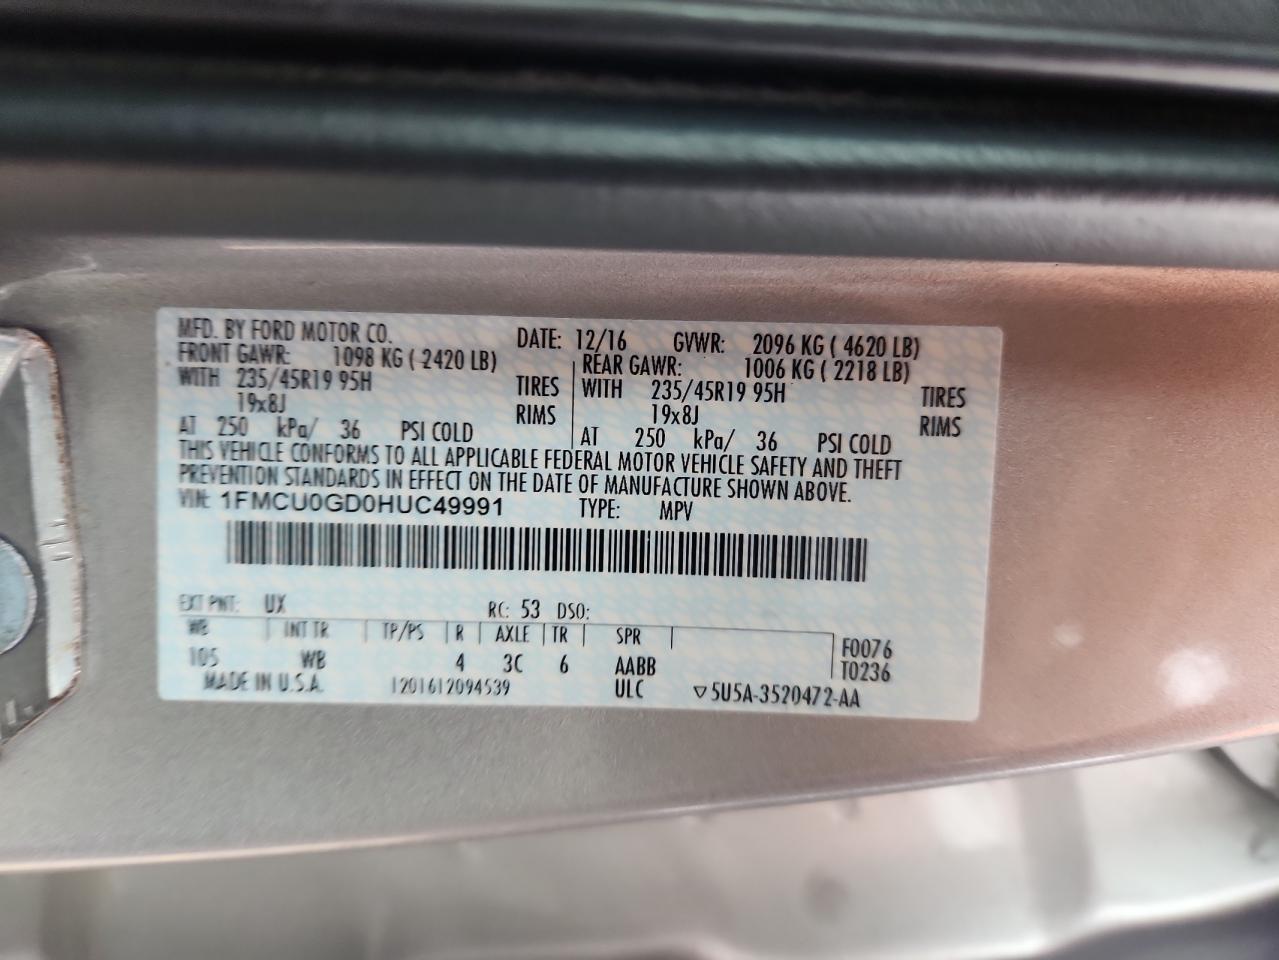 MFD. BY FORD MOTOR CO. DATE: 12/16 GVWR: 2096 KG ( 4620 LB)
FRONT GAWR: 1098 KG ( 2420 LB) REAR GAWR: 1006 KG ( 2218 LB)
WITH 235/45R19 95H TIRES WITH 235/45R19 95H TIRES
19x8J RIMS 19x8J RIMS
AT 250 kPa/ 36 PSI COLD AT 250 kPa/ 36 PSI COLD
THIS VEHICLE CONFORMS TO ALL APPLICABLE FEDERAL MOTOR VEHICLE SAFETY AND THEFT
PREVENTION STANDARDS IN EFFECT ON THE DATE OF MANUFACTURE SHOWN ABOVE.
VIN: 1FMCU0GD0HUC49991 TYPE: MPV
EXT PNT: UX RC: 53 DSO:
WB INT TR TP/PS R AXLE TR SPR F0076
105 WB 4 3C 6 AABB T0236
MADE IN U.S.A. 1201612094539 ULC ▽5U5A-3520472-AA